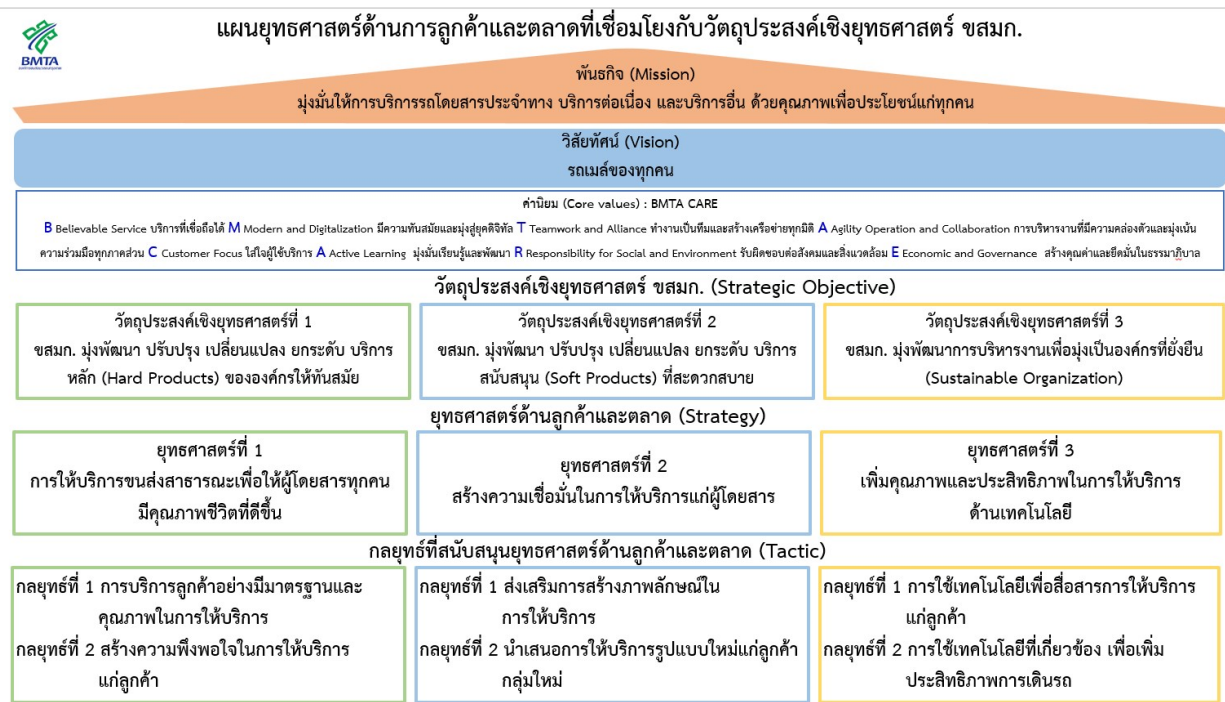 แผนยุทธศาสตร์ด้านการลูกค้าและตลาดที่เชื่อมโยงกับวัตถุประสงค์เชิงยุทธศาสตร์ ขสมก.
BMTA
พันธกิจ (Mission)
มุ่งมั่นให้การบริการรถโดยสารประจำทาง บริการต่อเนื่อง และบริการอื่น ด้วยคุณภาพเพื่อประโยชน์แก่ทุกคน
วิสัยทัศน์ (Vision)
รถเมล์ของทุกคน
ค่านิยม (Core values) : BMTA CARE
B Believable Service บริการที่เชื่อถือได้ M Modern and Digitalization มีความทันสมัยและมุ่งสู่ยุคดิจิทัล T Teamwork and Alliance ทำงานเป็นทีมและสร้างเครือข่ายทุกมิติ A Agility Operation and Collaboration การบริหารงานที่มีความคล่องตัวและมุ่งเน้น
ความร่วมมือทุกภาคส่วน C Customer Focus ใส่ใจผู้ใช้บริการ A Active Learning มุ่งมั่นเรียนรู้และพัฒนา R Responsibility for Social and Environment รับผิดชอบต่อสังคมและสิ่งแวดล้อม E Economic and Governance สร้างคุณค่าและยึดมั่นในธรรมาภิบาล
วัตถุประสงค์เชิงยุทธศาสตร์ ขสมก. (Strategic Objective)
วัตถุประสงค์เชิงยุทธศาสตร์ที่ 1
ขสมก. มุ่งพัฒนา ปรับปรุง เปลี่ยนแปลง ยกระดับ บริการ
หลัก (Hard Products) ขององค์กรให้ทันสมัย
วัตถุประสงค์เชิงยุทธศาสตร์ที่ 2
ขสมก. มุ่งพัฒนา ปรับปรุง เปลี่ยนแปลง ยกระดับ บริการ
สนับสนุน (Soft Products) ที่สะดวกสบาย
วัตถุประสงค์เชิงยุทธศาสตร์ที่ 3
ขสมก. มุ่งพัฒนาการบริหารงานเพื่อมุ่งเป็นองค์กรที่ยั่งยืน
(Sustainable Organization)
ยุทธศาสตร์ด้านลูกค้าและตลาด (Strategy)
ยุทธศาสตร์ที่ 1
การให้บริการขนส่งสาธารณะเพื่อให้ผู้โดยสารทุกคน
มีคุณภาพชีวิตที่ดีขึ้น
ยุทธศาสตร์ที่ 2
สร้างความเชื่อมั่นในการให้บริการแก่ผู้โดยสาร
ยุทธศาสตร์ที่ 3
เพิ่มคุณภาพและประสิทธิภาพในการให้บริการ
ด้านเทคโนโลยี
กลยุทธ์ที่สนับสนุนยุทธศาสตร์ด้านลูกค้าและตลาด (Tactic)
กลยุทธ์ที่ 1 การบริการลูกค้าอย่างมีมาตรฐานและ
คุณภาพในการให้บริการ
กลยุทธ์ที่ 2 สร้างความพึงพอใจในการให้บริการ
แก่ลูกค้า
กลยุทธ์ที่ 1 ส่งเสริมการสร้างภาพลักษณ์ใน
การให้บริการ
กลยุทธ์ที่ 2 นำเสนอการให้บริการรูปแบบใหม่แก่ลูกค้า
กลุ่มใหม่
กลยุทธ์ที่ 1 การใช้เทคโนโลยีเพื่อสื่อสารการให้บริการ
แก่ลูกค้า
กลยุทธ์ที่ 2 การใช้เทคโนโลยีที่เกี่ยวข้อง เพื่อเพิ่ม
ประสิทธิภาพการเดินรถ